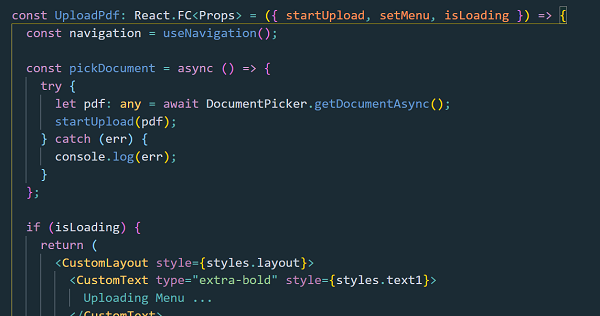 const UploadPdf: React.FC<Props> = ({ startUpload, setMenu, isLoading }) => {
  const navigation = useNavigation();

  const pickDocument = async () => {
    try {
      let pdf: any = await DocumentPicker.getDocumentAsync();
      startUpload(pdf);
    } catch (err) {
      console.log(err);
    }
  };

  if (isLoading) {
    return (
      <CustomLayout style={styles.layout}>
        <CustomText type="extra-bold" style={styles.text1}>
          Uploading Menu ...
        </CustomText>